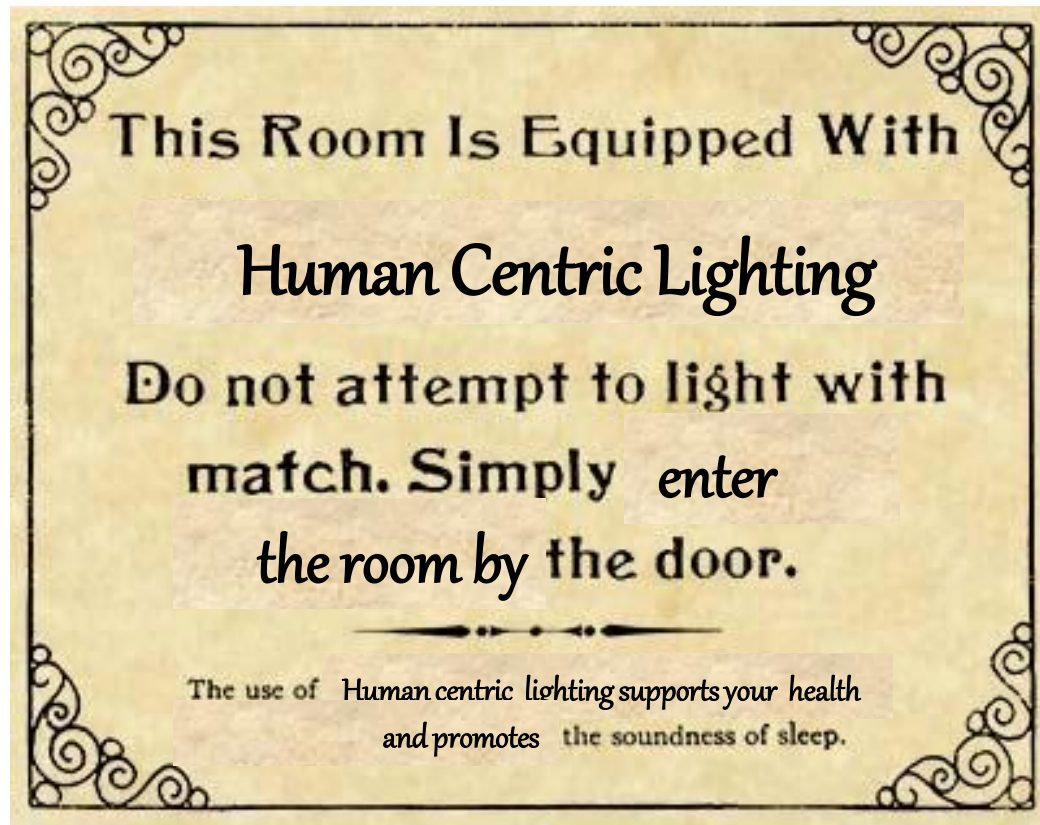 This Room Is Equipped With
Human Centric Lighting
Do not attempt to light with
match. Simply enter
the room by the door.
The use of Human centric lighting supports your health
and promotes the soundness of sleep.